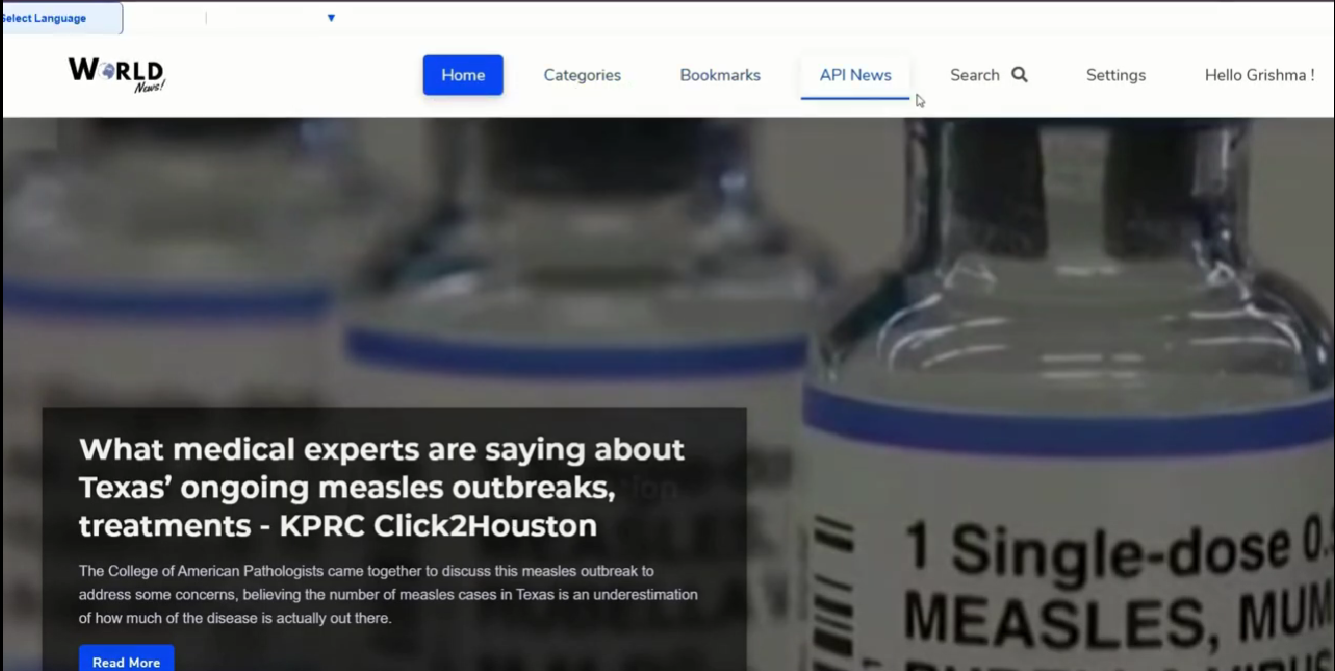 Select Language
WORLD
News!
Home
Categories
Bookmarks
API News
Search
Settings
Hello Grishma !
What medical experts are saying about
Texas’ ongoing measles outbreaks,
treatments - KPRC Click2Houston
The College of American Pathologists came together to discuss this measles outbreak to
address some concerns, believing the number of measles cases in Texas is an underestimation
of how much of the disease is actually out there.
Read More
1 Single-dose 0.
MEASLES, MUM